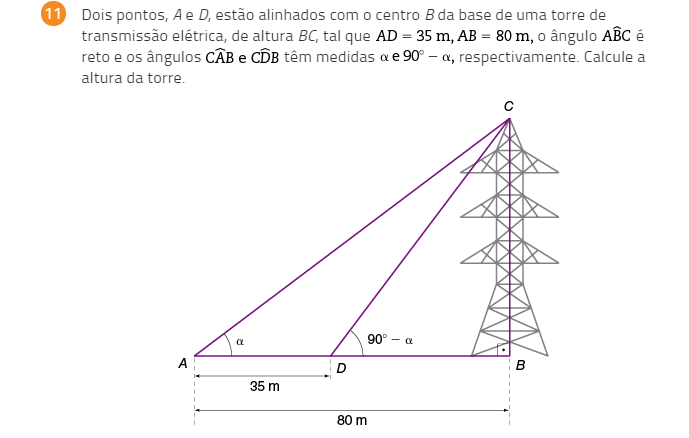 11 Dois pontos, A e D, estão alinhados com o centro B da base de uma torre de
transmissão elétrica, de altura BC, tal que AD = 35 m, AB = 80 m, o ângulo AB̂C é
reto e os ângulos CÂB e CD̂B têm medidas α e 90° − α, respectivamente. Calcule a
altura da torre.
C
α
90° − α
A
D
B
35 m
80 m